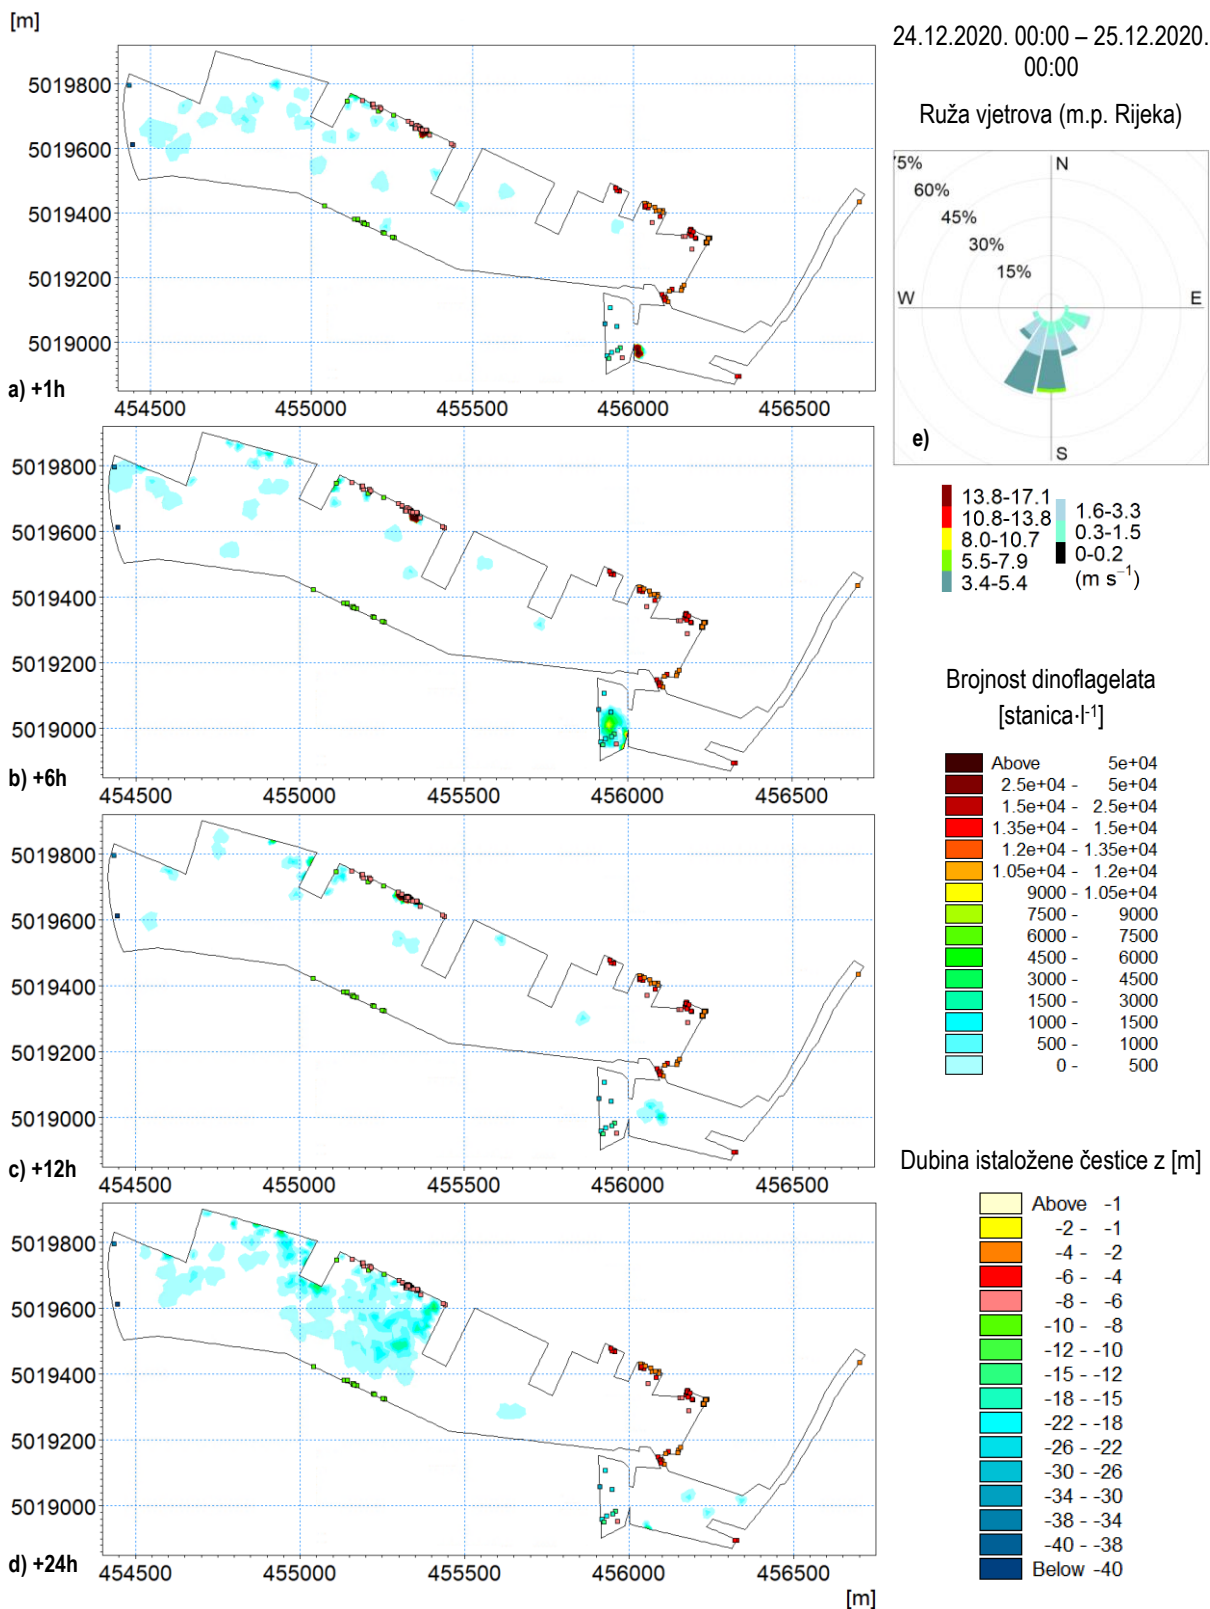 [m]
24.12.2020. 00:00 – 25.12.2020.
00:00
Ruža vjetrova (m.p. Rijeka)
5019800
5019600
5019400
5019200
5019000
a) +1h
454500 455000 455500 456000 456500
75%
60%
45%
30%
15%
N
W
E
S
e)
13.8-17.1
10.8-13.8
8.0-10.7
5.5-7.9
3.4-5.4
1.6-3.3
0.3-1.5
0-0.2
(m s⁻¹)
5019800
5019600
5019400
5019200
5019000
b) +6h
454500 455000 455500 456000 456500
Brojnost dinoflagelata
[stanica·l⁻¹]
Above 5e+04
2.5e+04 - 5e+04
1.5e+04 - 2.5e+04
1.35e+04 - 1.5e+04
1.2e+04 - 1.35e+04
1.05e+04 - 1.2e+04
9000 - 1.05e+04
7500 - 9000
6000 - 7500
4500 - 6000
3000 - 4500
1500 - 3000
1000 - 1500
500 - 1000
0 - 500
5019800
5019600
5019400
5019200
5019000
c) +12h
454500 455000 455500 456000 456500
Dubina istaložene čestice z [m]
Above -1
-2 - -1
-4 - -2
-6 - -4
-8 - -6
-10 - -8
-12 - -10
-15 - -12
-18 - -15
-22 - -18
-26 - -22
-30 - -26
-34 - -30
-38 - -34
-40 - -38
Below -40
5019800
5019600
5019400
5019200
5019000
d) +24h
454500 455000 455500 456000 456500
[m]